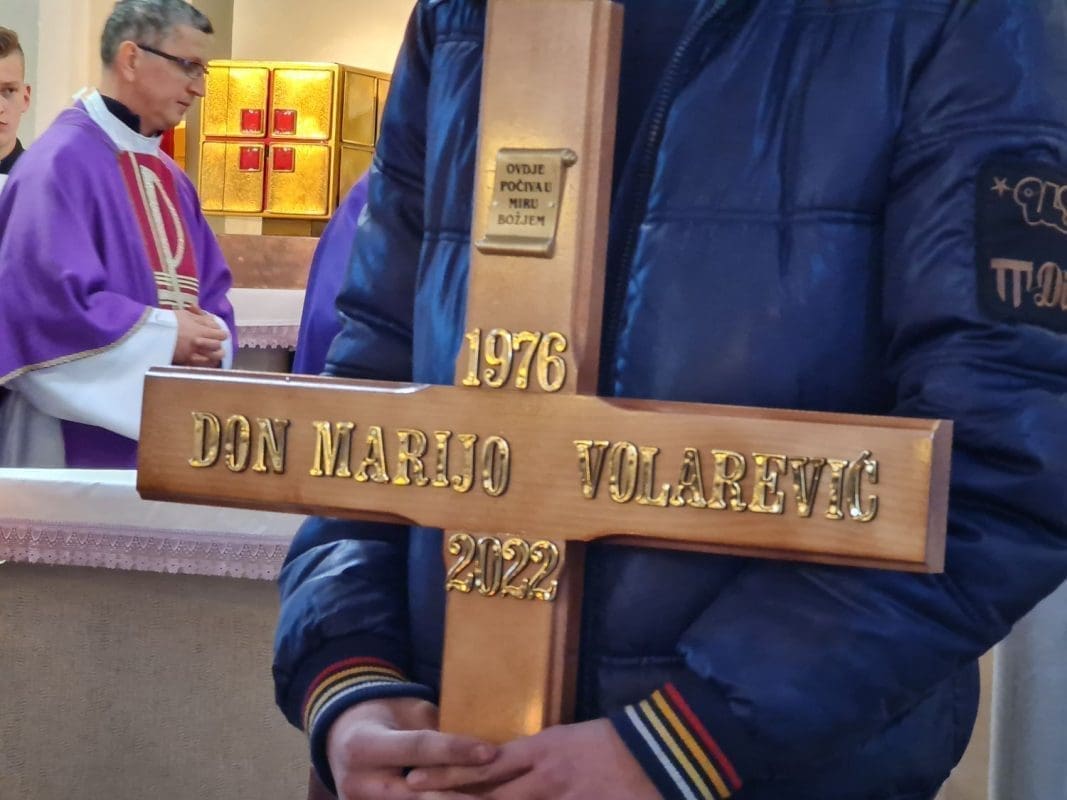 OVDJE
POČIVA U
MIRU
BOŽJEM
1976
DON MARIJO VOLAREVIĆ
2022